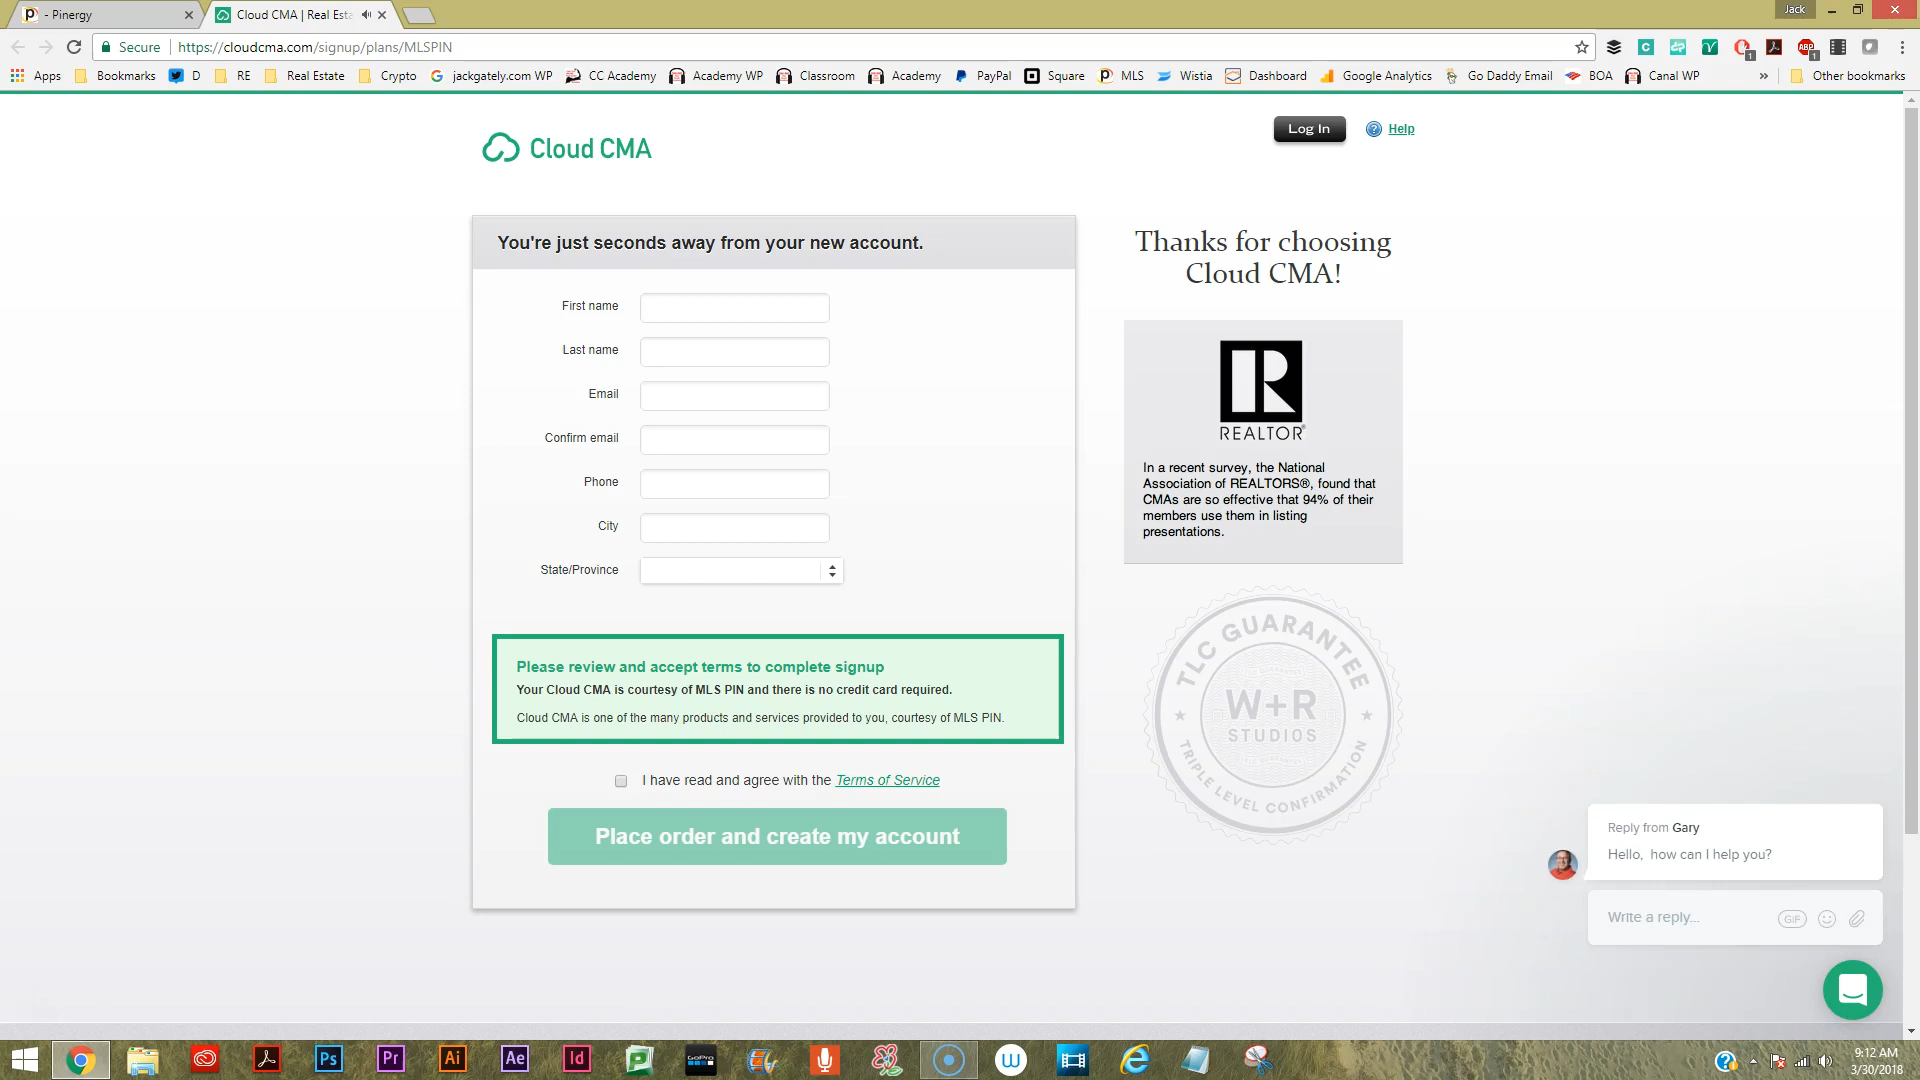 - Pinergy
Cloud CMA | Real Esta
Jack
Secure
https://cloudcma.com/signup/plans/MLSPIN
Apps
Bookmarks
D
RE
Real Estate
Crypto
jackgately.com WP
CC Academy
Academy WP
Classroom
Academy
PayPal
Square
MLS
Wistia
Dashboard
Google Analytics
Go Daddy Email
BOA
Canal WP
»
Other bookmarks
Cloud CMA
Log In
Help
You're just seconds away from your new account.
First name
Last name
Email
Confirm email
Phone
City
State/Province
Please review and accept terms to complete signup
Your Cloud CMA is courtesy of MLS PIN and there is no credit card required.
Cloud CMA is one of the many products and services provided to you, courtesy of MLS PIN.
I have read and agree with the Terms of Service
Place order and create my account
Thanks for choosing
Cloud CMA!
REALTOR®
In a recent survey, the National
Association of REALTORS®, found that
CMAs are so effective that 94% of their
members use them in listing
presentations.
TLC GUARANTEE
W+R
STUDIOS
TRIPLE LEVEL CONFIRMATION
Reply from Gary
Hello, how can I help you?
Write a reply...
GIF
Ps
Pr
Ai
Ae
Id
GoPro
9:12 AM
3/30/2018